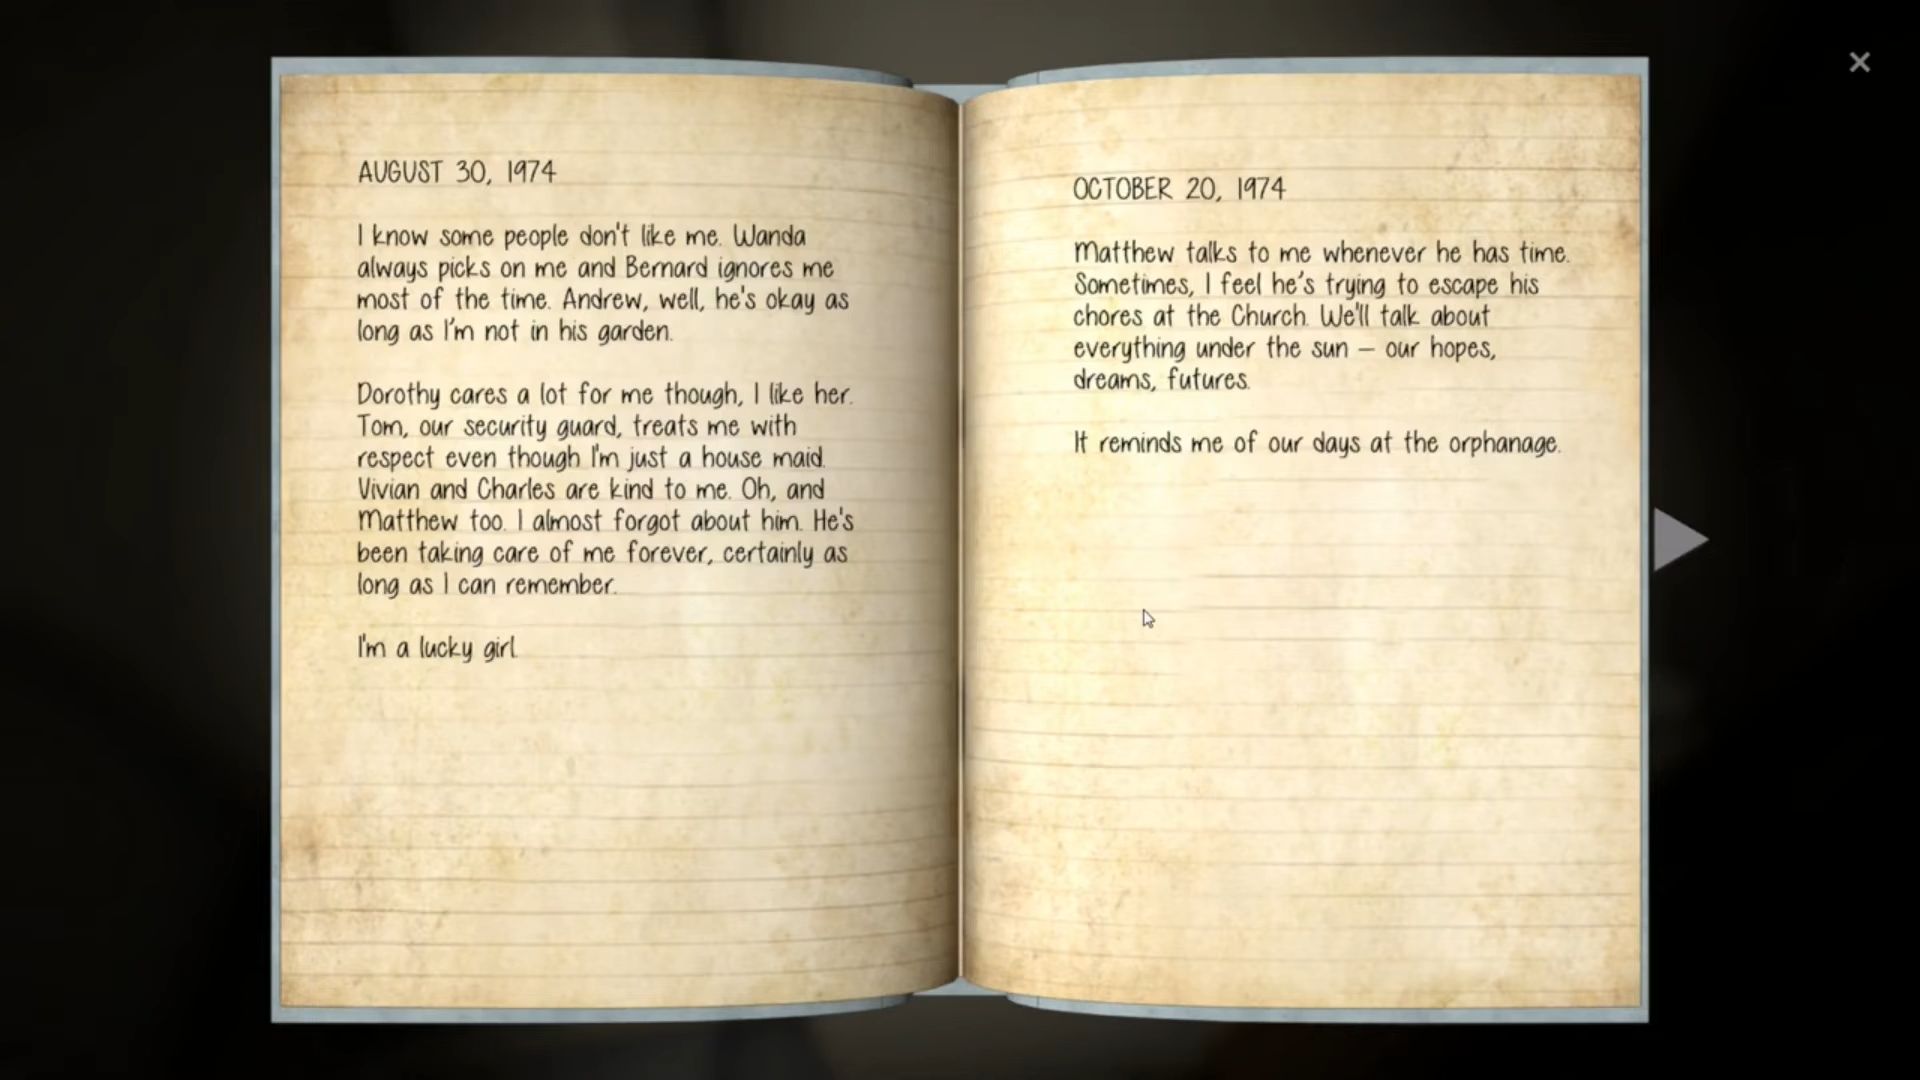 AUGUST 30, 1974
I know some people don't like me. Wanda
always picks on me and Bernard ignores me
most of the time. Andrew, well, he's okay as
long as I'm not in his garden.
Dorothy cares a lot for me though, I like her.
Tom, our security guard, treats me with
respect even though I'm just a house maid.
Vivian and Charles are kind to me. Oh, and
Matthew too. I almost forgot about him. He's
been taking care of me forever, certainly as
long as I can remember.
I'm a lucky girl.
OCTOBER 20, 1974
Matthew talks to me whenever he has time.
Sometimes, I feel he's trying to escape his
chores at the Church. We'll talk about
everything under the sun – our hopes,
dreams, futures.
It reminds me of our days at the orphanage.